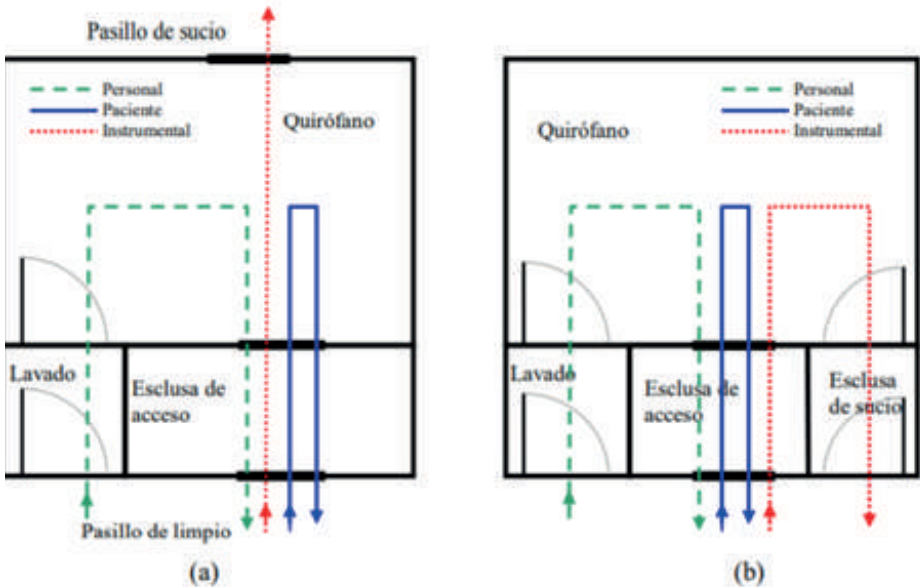 Pasillo de sucio
Personal
Paciente
Instrumental
Quirófano
Lavado
Esclusa de
acceso
Pasillo de limpio
(a)
Personal
Paciente
Instrumental
Quirófano
Lavado
Esclusa de
acceso
Esclusa
de sucio
(b)